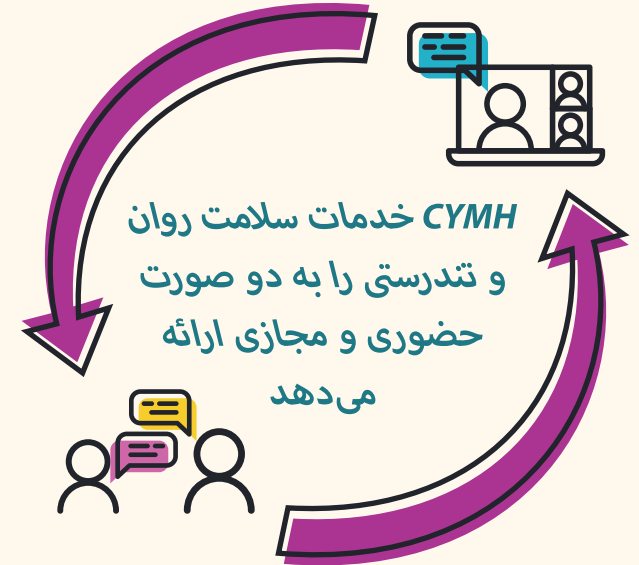 CYMH خدمات سلامت روان
و تندرستی را به دو صورت
حضوری و مجازی ارائه
می‌دهد